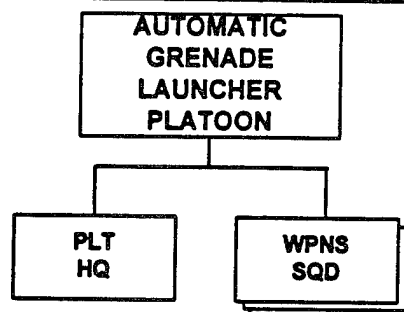 AUTOMATIC
GRENADE
LAUNCHER
PLATOON
PLT
HQ
WPNS
SQD